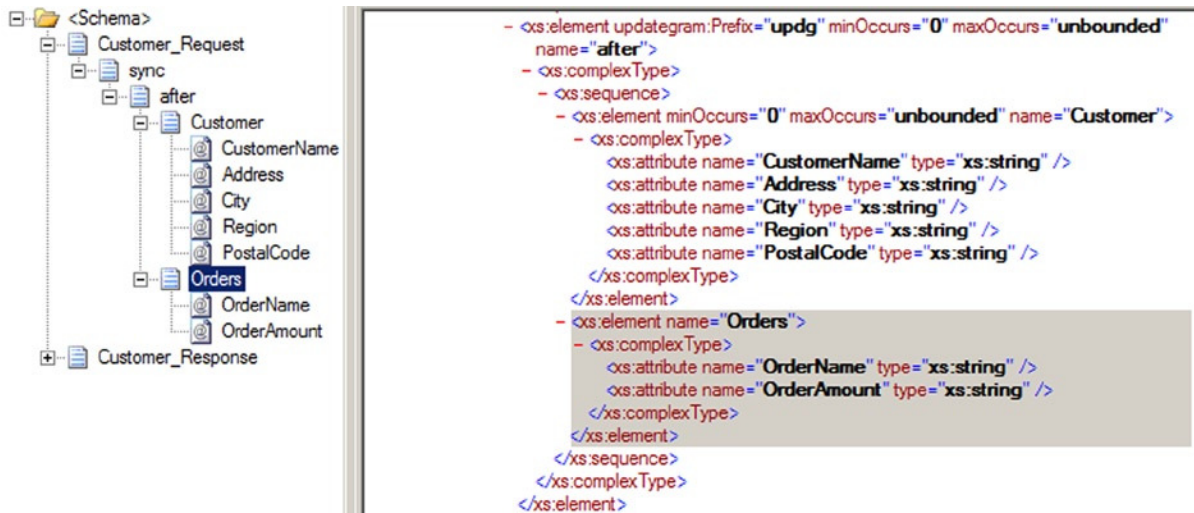 <Schema>
Customer_Request
sync
after
Customer
CustomerName
Address
City
Region
PostalCode
Orders
OrderName
OrderAmount
Customer_Response
- <xs:element updategram:Prefix="updg" minOccurs="0" maxOccurs="unbounded"
name="after">
- <xs:complexType>
- <xs:sequence>
- <xs:element minOccurs="0" maxOccurs="unbounded" name="Customer">
- <xs:complexType>
<xs:attribute name="CustomerName" type="xs:string" />
<xs:attribute name="Address" type="xs:string" />
<xs:attribute name="City" type="xs:string" />
<xs:attribute name="Region" type="xs:string" />
<xs:attribute name="PostalCode" type="xs:string" />
</xs:complexType>
</xs:element>
- <xs:element name="Orders">
- <xs:complexType>
<xs:attribute name="OrderName" type="xs:string" />
<xs:attribute name="OrderAmount" type="xs:string" />
</xs:complexType>
</xs:element>
</xs:sequence>
</xs:complexType>
</xs:element>